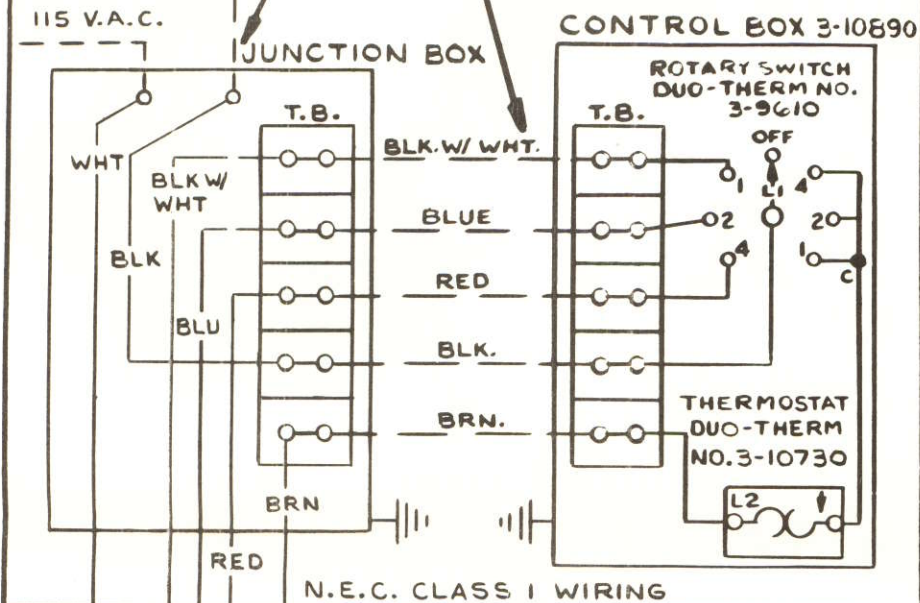 115 V.A.C.
JUNCTION BOX
CONTROL BOX 3-10890
ROTARY SWITCH
DUO-THERM NO.
3-9610
OFF
T.B.
T.B.
WHT
BLK W/
WHT
BLK. W/ WHT.
1
L1
4
BLUE
2
2
BLK
4
1
C
RED
BLU
BLK.
THERMOSTAT
DUO-THERM
NO. 3-10730
BRN.
L2
BRN
RED
N.E.C. CLASS 1 WIRING